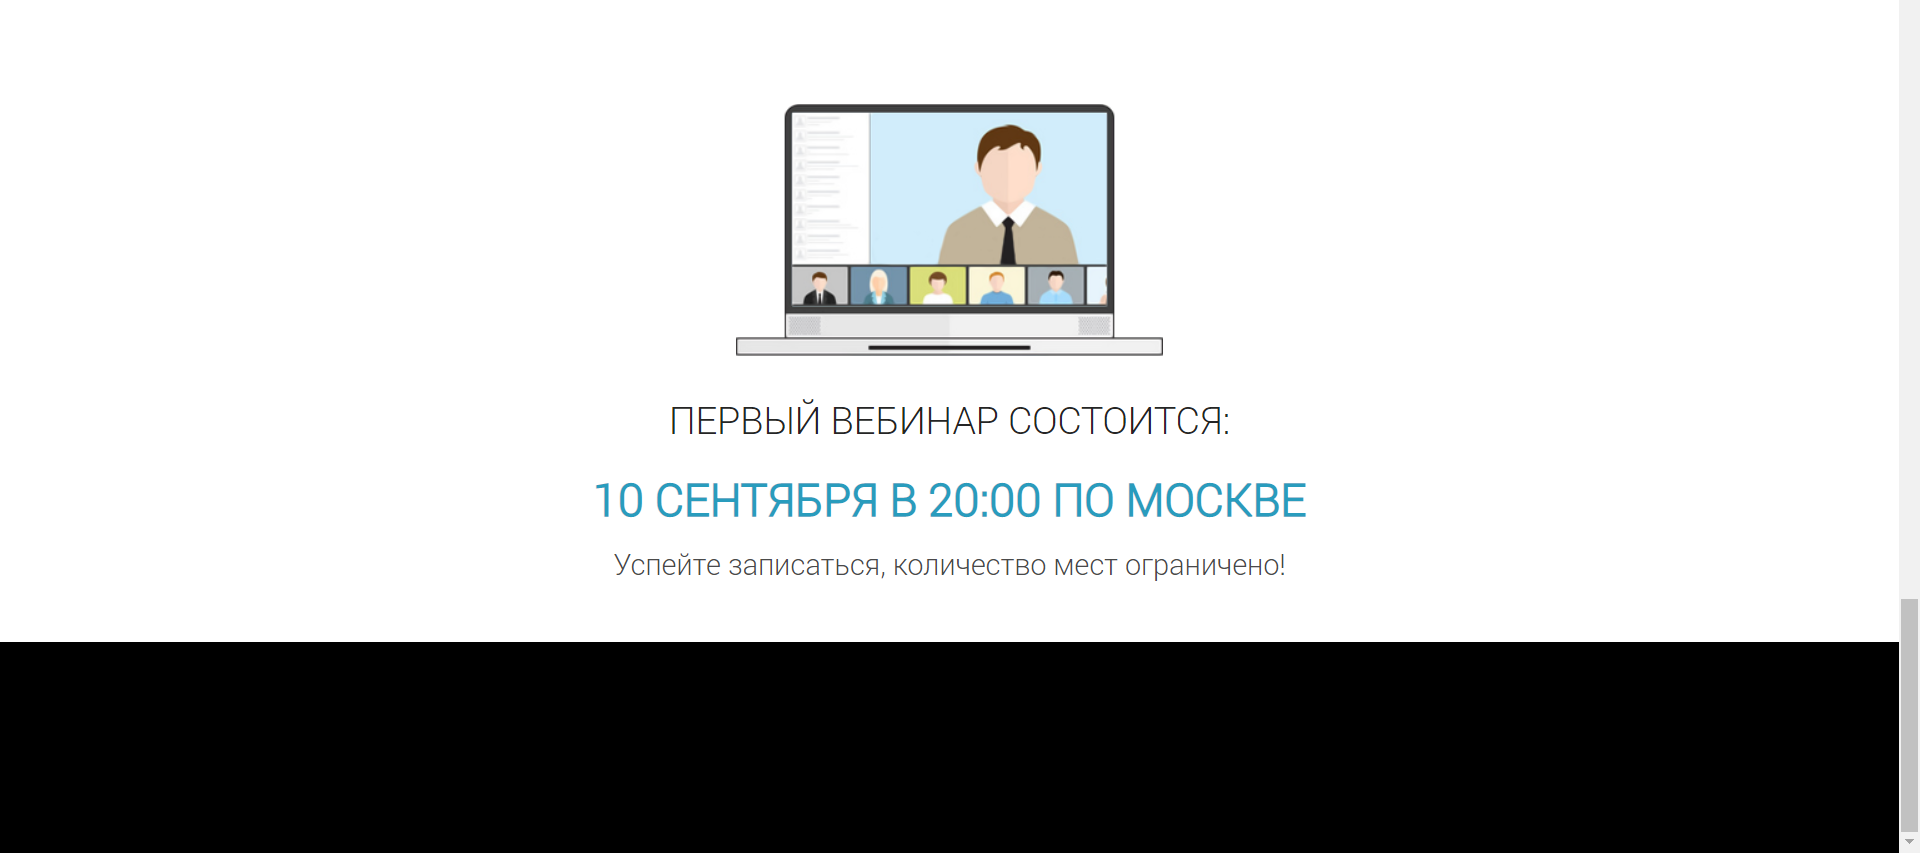 ПЕРВЫЙ ВЕБИНАР СОСТОИТСЯ:
10 СЕНТЯБРЯ В 20:00 ПО МОСКВЕ
Успейте записаться, количество мест ограничено!